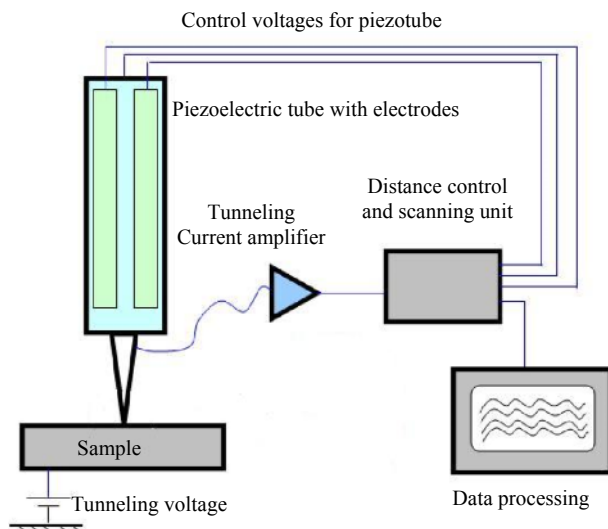 Control voltages for piezotube
Piezoelectric tube with electrodes
Distance control
and scanning unit
Tunneling
Current amplifier
Sample
Tunneling voltage
Data processing